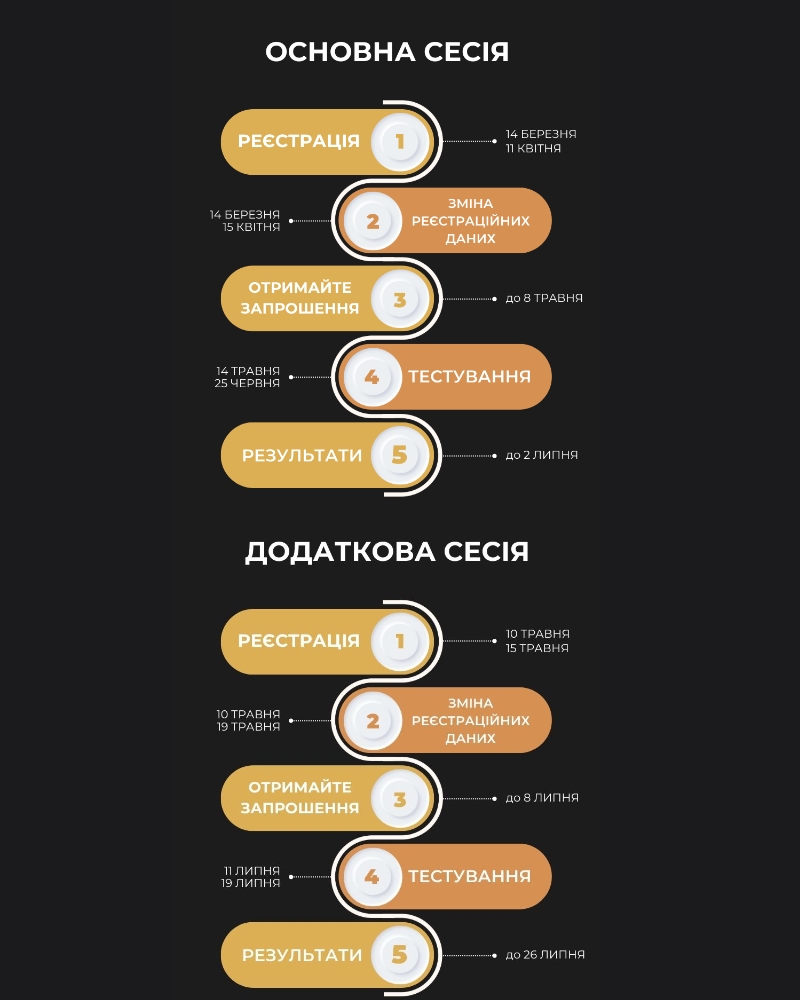 ОСНОВНА СЕСІЯ
РЕЄСТРАЦІЯ
1
14 БЕРЕЗНЯ
11 КВІТНЯ
14 БЕРЕЗНЯ
15 КВІТНЯ
2
ЗМІНА
РЕЄСТРАЦІЙНИХ
ДАНИХ
ОТРИМАЙТЕ
ЗАПРОШЕННЯ
3
до 8 ТРАВНЯ
14 ТРАВНЯ
25 ЧЕРВНЯ
4
ТЕСТУВАННЯ
РЕЗУЛЬТАТИ
5
до 2 ЛИПНЯ
ДОДАТКОВА СЕСІЯ
РЕЄСТРАЦІЯ
1
10 ТРАВНЯ
15 ТРАВНЯ
10 ТРАВНЯ
19 ТРАВНЯ
2
ЗМІНА
РЕЄСТРАЦІЙНИХ
ДАНИХ
ОТРИМАЙТЕ
ЗАПРОШЕННЯ
3
до 8 ЛИПНЯ
11 ЛИПНЯ
19 ЛИПНЯ
4
ТЕСТУВАННЯ
РЕЗУЛЬТАТИ
5
до 26 ЛИПНЯ